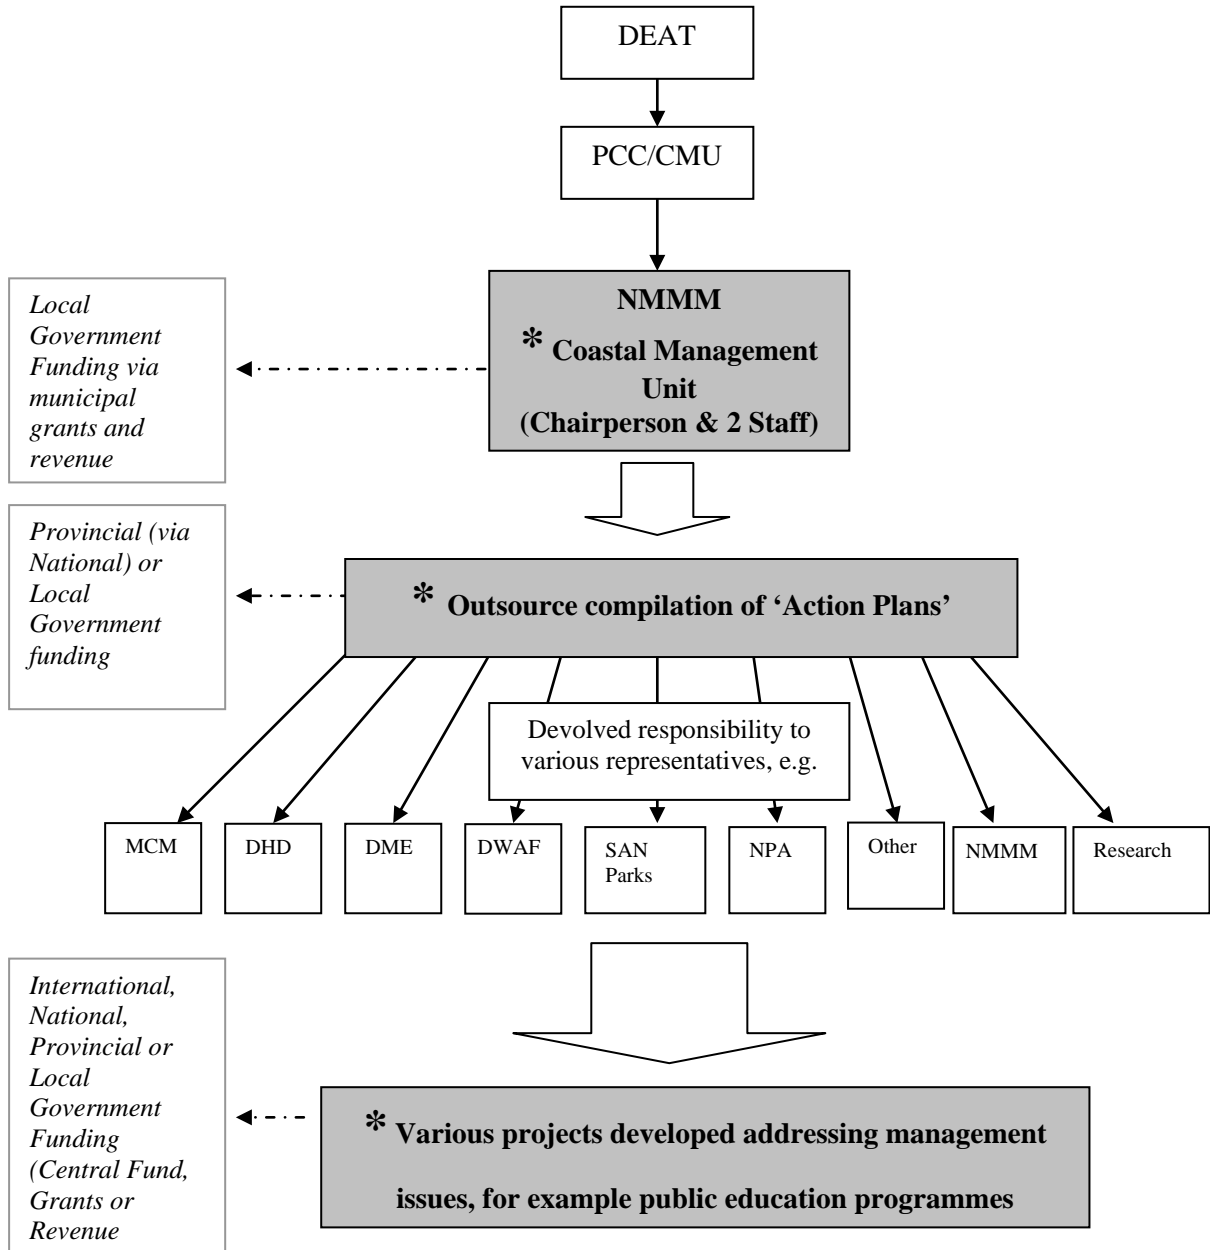 DEAT
PCC/CMU
NMMM
* Coastal Management
Unit
(Chairperson & 2 Staff)
Local
Government
Funding via
municipal
grants and
revenue
Provincial (via
National) or
Local
Government
funding
* Outsource compilation of ‘Action Plans’
Devolved responsibility to
various representatives, e.g.
MCM
DHD
DME
DWAF
SAN
Parks
NPA
Other
NMMM
Research
International,
National,
Provincial or
Local
Government
Funding
(Central Fund,
Grants or
Revenue
* Various projects developed addressing management
issues, for example public education programmes